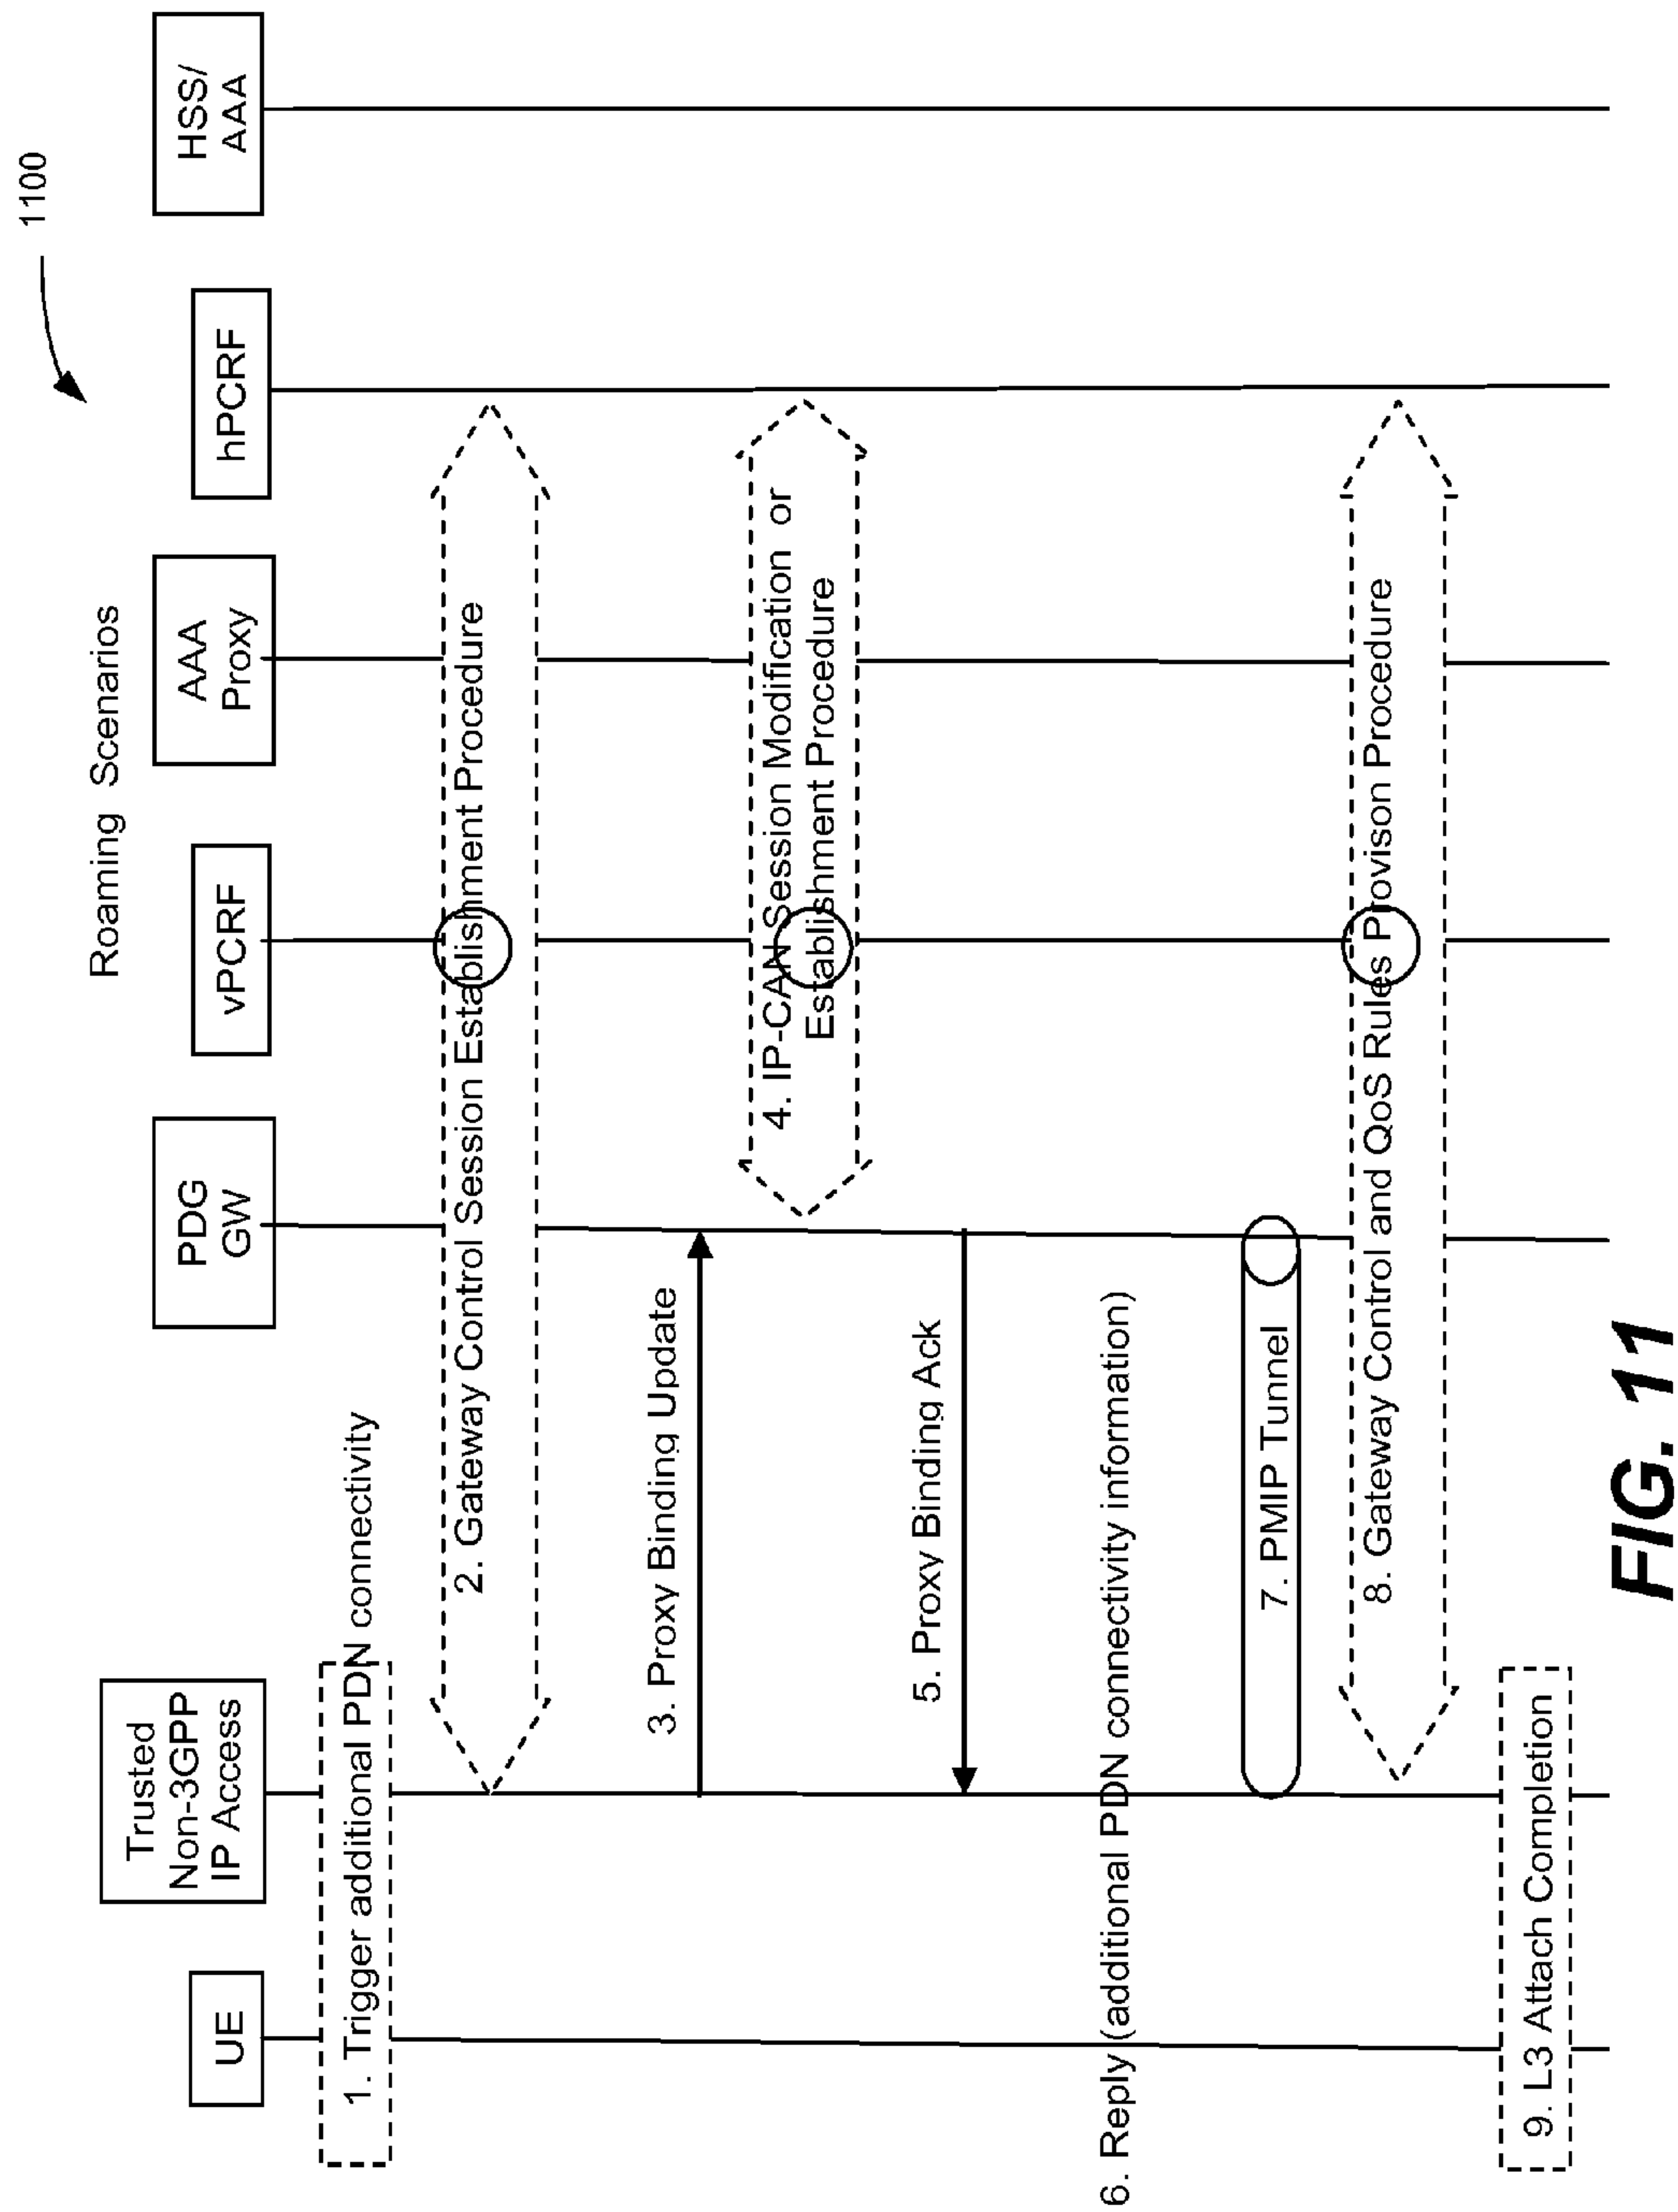 1100
Roaming Scenarios
UE
Trusted
Non-3GPP
IP Access
PDG
GW
vPCRF
AAA
Proxy
hPCRF
HSS/
AAA
1. Trigger additional PDN connectivity
2. Gateway Control Session Establishment Procedure
3. Proxy Binding Update
4. IP-CAN Session Modification or
Establishment Procedure
5. Proxy Binding Ack
6. Reply (additional PDN connectivity information)
7. PMIP Tunnel
8. Gateway Control and QoS Rules Provison Procedure
9. L3 Attach Completion
FIG. 11